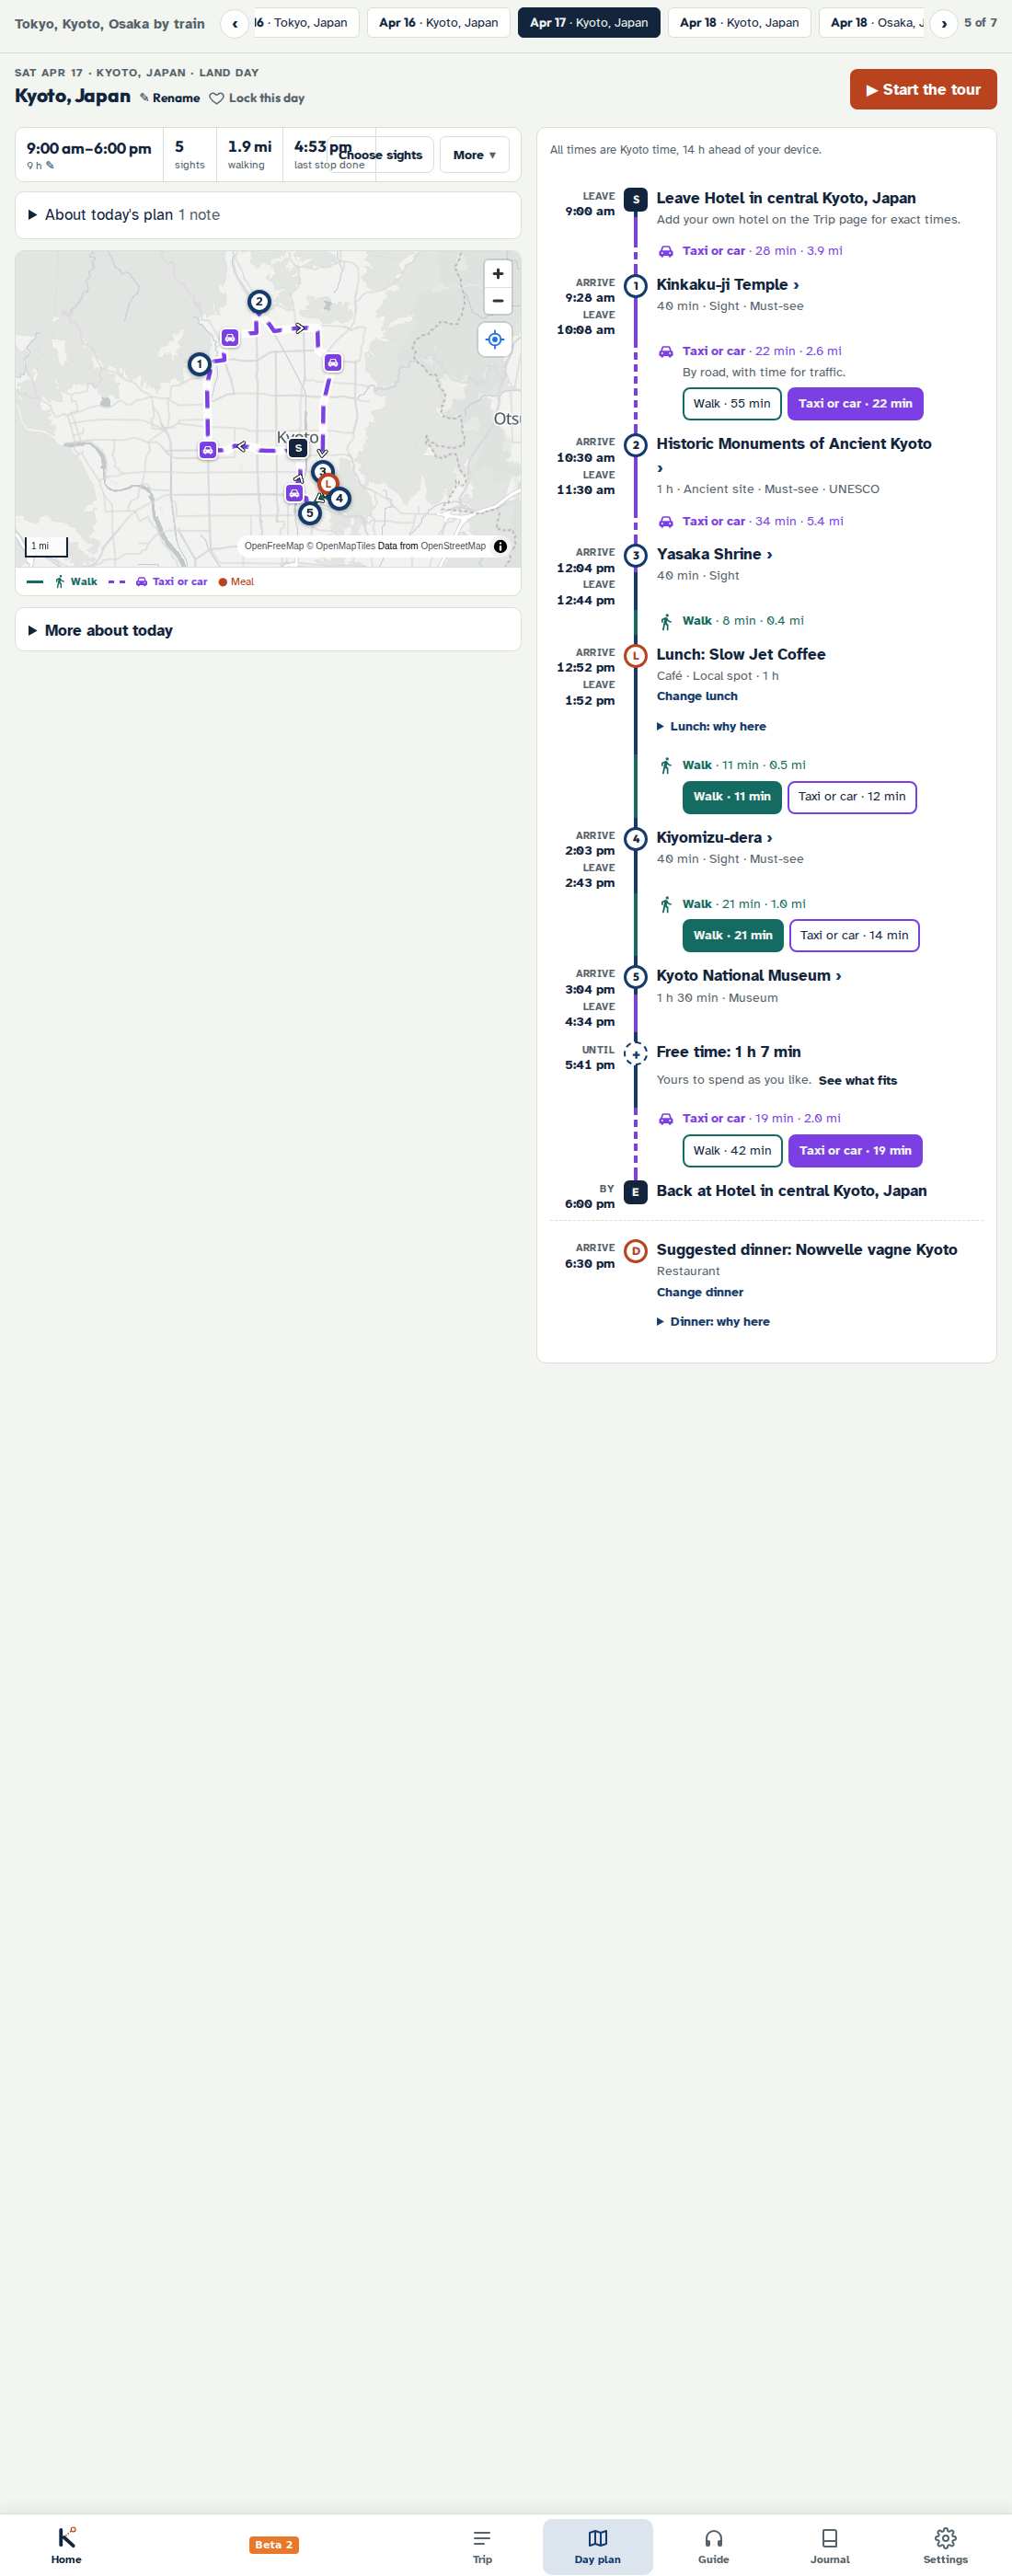 Tokyo, Kyoto, Osaka by train
‹
16 · Tokyo, Japan
Apr 16 · Kyoto, Japan
Apr 17 · Kyoto, Japan
Apr 18 · Kyoto, Japan
Apr 18 · Osaka, J
›
5 of 7
SAT APR 17 · KYOTO, JAPAN · LAND DAY
Kyoto, Japan ✎ Rename Lock this day
▶ Start the tour
9:00 am–6:00 pm
9 h ✎
5
sights
1.9 mi
walking
4:53 pm
last stop done
Choose sights
More ▾
▶ About today's plan 1 note
+
−
2
1
Kyoto
Ots
S
3
L
4
5
1 mi
OpenFreeMap © OpenMapTiles Data from OpenStreetMap
Walk
Taxi or car
Meal
▶ More about today
All times are Kyoto time, 14 h ahead of your device.
LEAVE
9:00 am
S
Leave Hotel in central Kyoto, Japan
Add your own hotel on the Trip page for exact times.
Taxi or car · 28 min · 3.9 mi
ARRIVE
9:28 am
LEAVE
10:08 am
1
Kinkaku-ji Temple ›
40 min · Sight · Must-see
Taxi or car · 22 min · 2.6 mi
By road, with time for traffic.
Walk · 55 min
Taxi or car · 22 min
ARRIVE
10:30 am
LEAVE
11:30 am
2
Historic Monuments of Ancient Kyoto
›
1 h · Ancient site · Must-see · UNESCO
Taxi or car · 34 min · 5.4 mi
ARRIVE
12:04 pm
LEAVE
12:44 pm
3
Yasaka Shrine ›
40 min · Sight
Walk · 8 min · 0.4 mi
ARRIVE
12:52 pm
LEAVE
1:52 pm
L
Lunch: Slow Jet Coffee
Café · Local spot · 1 h
Change lunch
▶ Lunch: why here
Walk · 11 min · 0.5 mi
Walk · 11 min
Taxi or car · 12 min
ARRIVE
2:03 pm
LEAVE
2:43 pm
4
Kiyomizu-dera ›
40 min · Sight · Must-see
Walk · 21 min · 1.0 mi
Walk · 21 min
Taxi or car · 14 min
ARRIVE
3:04 pm
LEAVE
4:34 pm
5
Kyoto National Museum ›
1 h 30 min · Museum
UNTIL
5:41 pm
+
Free time: 1 h 7 min
Yours to spend as you like. See what fits
Taxi or car · 19 min · 2.0 mi
Walk · 42 min
Taxi or car · 19 min
BY
6:00 pm
E
Back at Hotel in central Kyoto, Japan
ARRIVE
6:30 pm
D
Suggested dinner: Nowvelle vagne Kyoto
Restaurant
Change dinner
▶ Dinner: why here
Home
Beta 2
Trip
Day plan
Guide
Journal
Settings